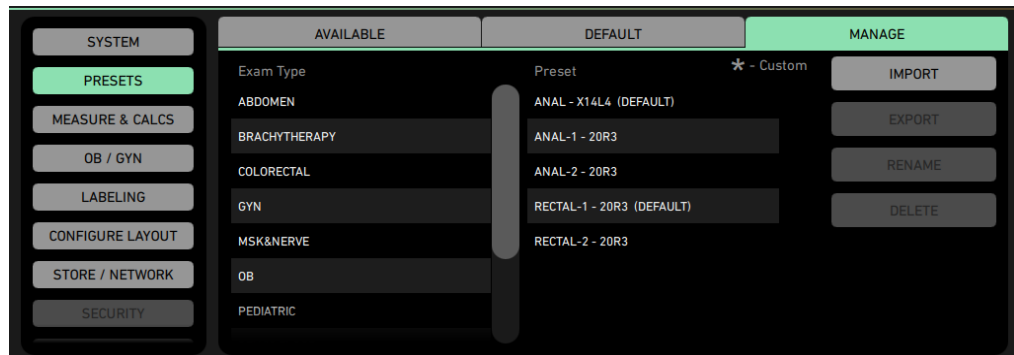 SYSTEM
PRESETS
MEASURE & CALCS
OB / GYN
LABELING
CONFIGURE LAYOUT
STORE / NETWORK
SECURITY
AVAILABLE
DEFAULT
MANAGE
Exam Type
ABDOMEN
BRACHYTHERAPY
COLORECTAL
GYN
MSK&NERVE
OB
PEDIATRIC
Preset
* - Custom
ANAL - X14L4 (DEFAULT)
ANAL-1 - 20R3
ANAL-2 - 20R3
RECTAL-1 - 20R3 (DEFAULT)
RECTAL-2 - 20R3
IMPORT
EXPORT
RENAME
DELETE